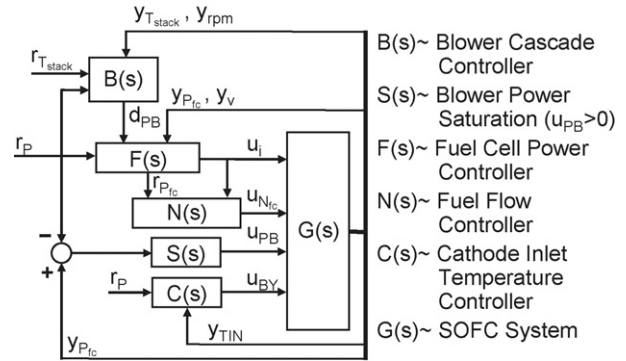 y_Tstack , y_rpm
r_Tstack
B(s)
d_PB
y_Pfc , y_v
r_P
F(s)
u_i
r_Pfc
N(s)
u_Nfc
G(s)
u_PB
−
S(s)
+
r_P
C(s)
u_BY
y_TIN
y_Pfc
B(s)~ Blower Cascade
Controller
S(s)~ Blower Power
Saturation (u_PB>0)
F(s)~ Fuel Cell Power
Controller
N(s)~ Fuel Flow
Controller
C(s)~ Cathode Inlet
Temperature
Controller
G(s)~ SOFC System